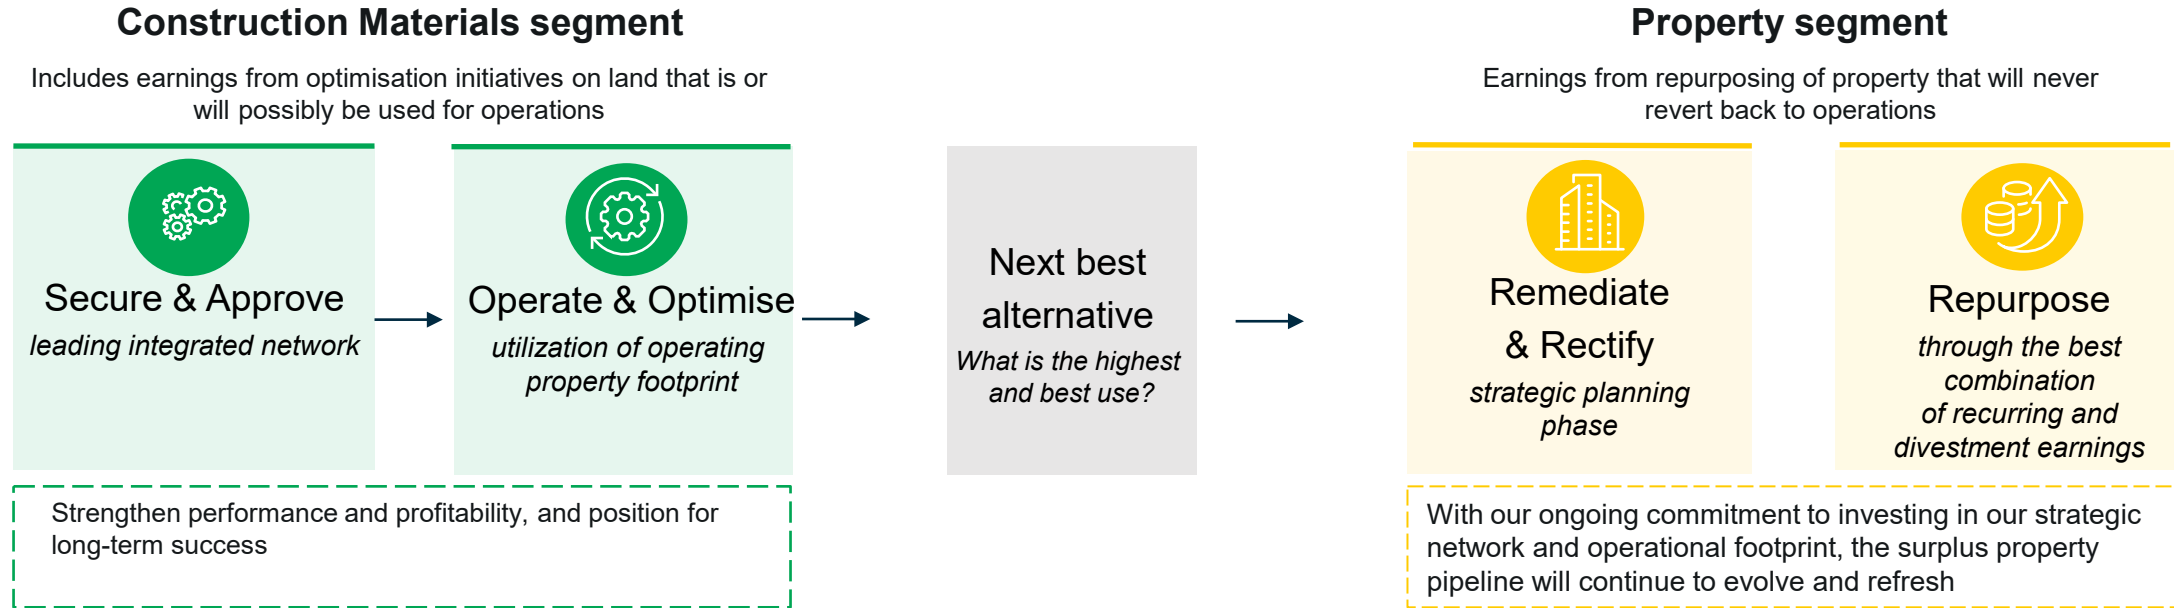 Construction Materials segment
Includes earnings from optimisation initiatives on land that is or
will possibly be used for operations
Secure & Approve
leading integrated network
Operate & Optimise
utilization of operating
property footprint
Strengthen performance and profitability, and position for
long-term success
Next best
alternative
What is the highest
and best use?
Property segment
Earnings from repurposing of property that will never
revert back to operations
Remediate
& Rectify
strategic planning
phase
Repurpose
through the best
combination
of recurring and
divestment earnings
With our ongoing commitment to investing in our strategic
network and operational footprint, the surplus property
pipeline will continue to evolve and refresh